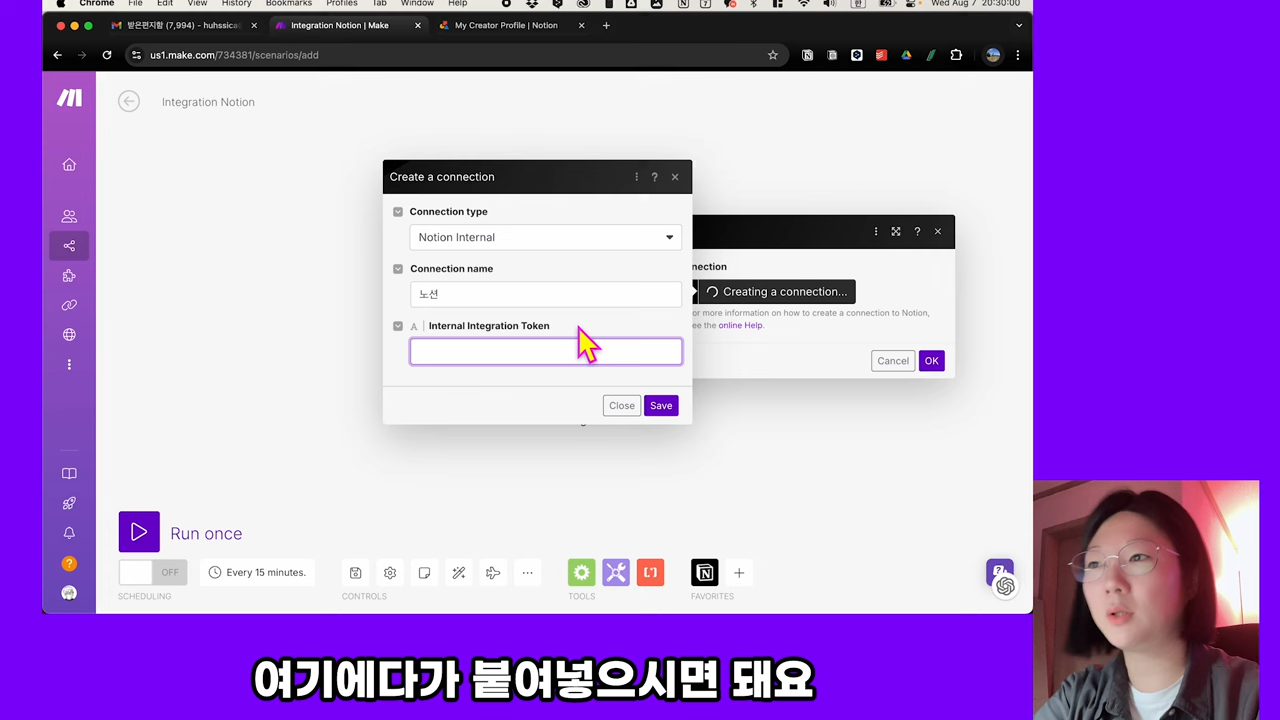 Chrome File Edit View History Bookmarks Profiles Tab Window Help Wed Aug 7 20:30:00
받은편지함 (7,994) - huhssica
Integration Notion | Make
My Creator Profile | Notion
us1.make.com/734381/scenarios/add
Integration Notion
Create a connection
Connection type
Notion Internal
Connection name
노션
A | Internal Integration Token
Close Save
nnection
Creating a connection...
or more information on how to create a connection to Notion,
ee the online Help.
Cancel OK
Run once
OFF
Every 15 minutes.
SCHEDULING
CONTROLS
TOOLS
FAVORITES
여기에다가 붙여넣으시면 돼요